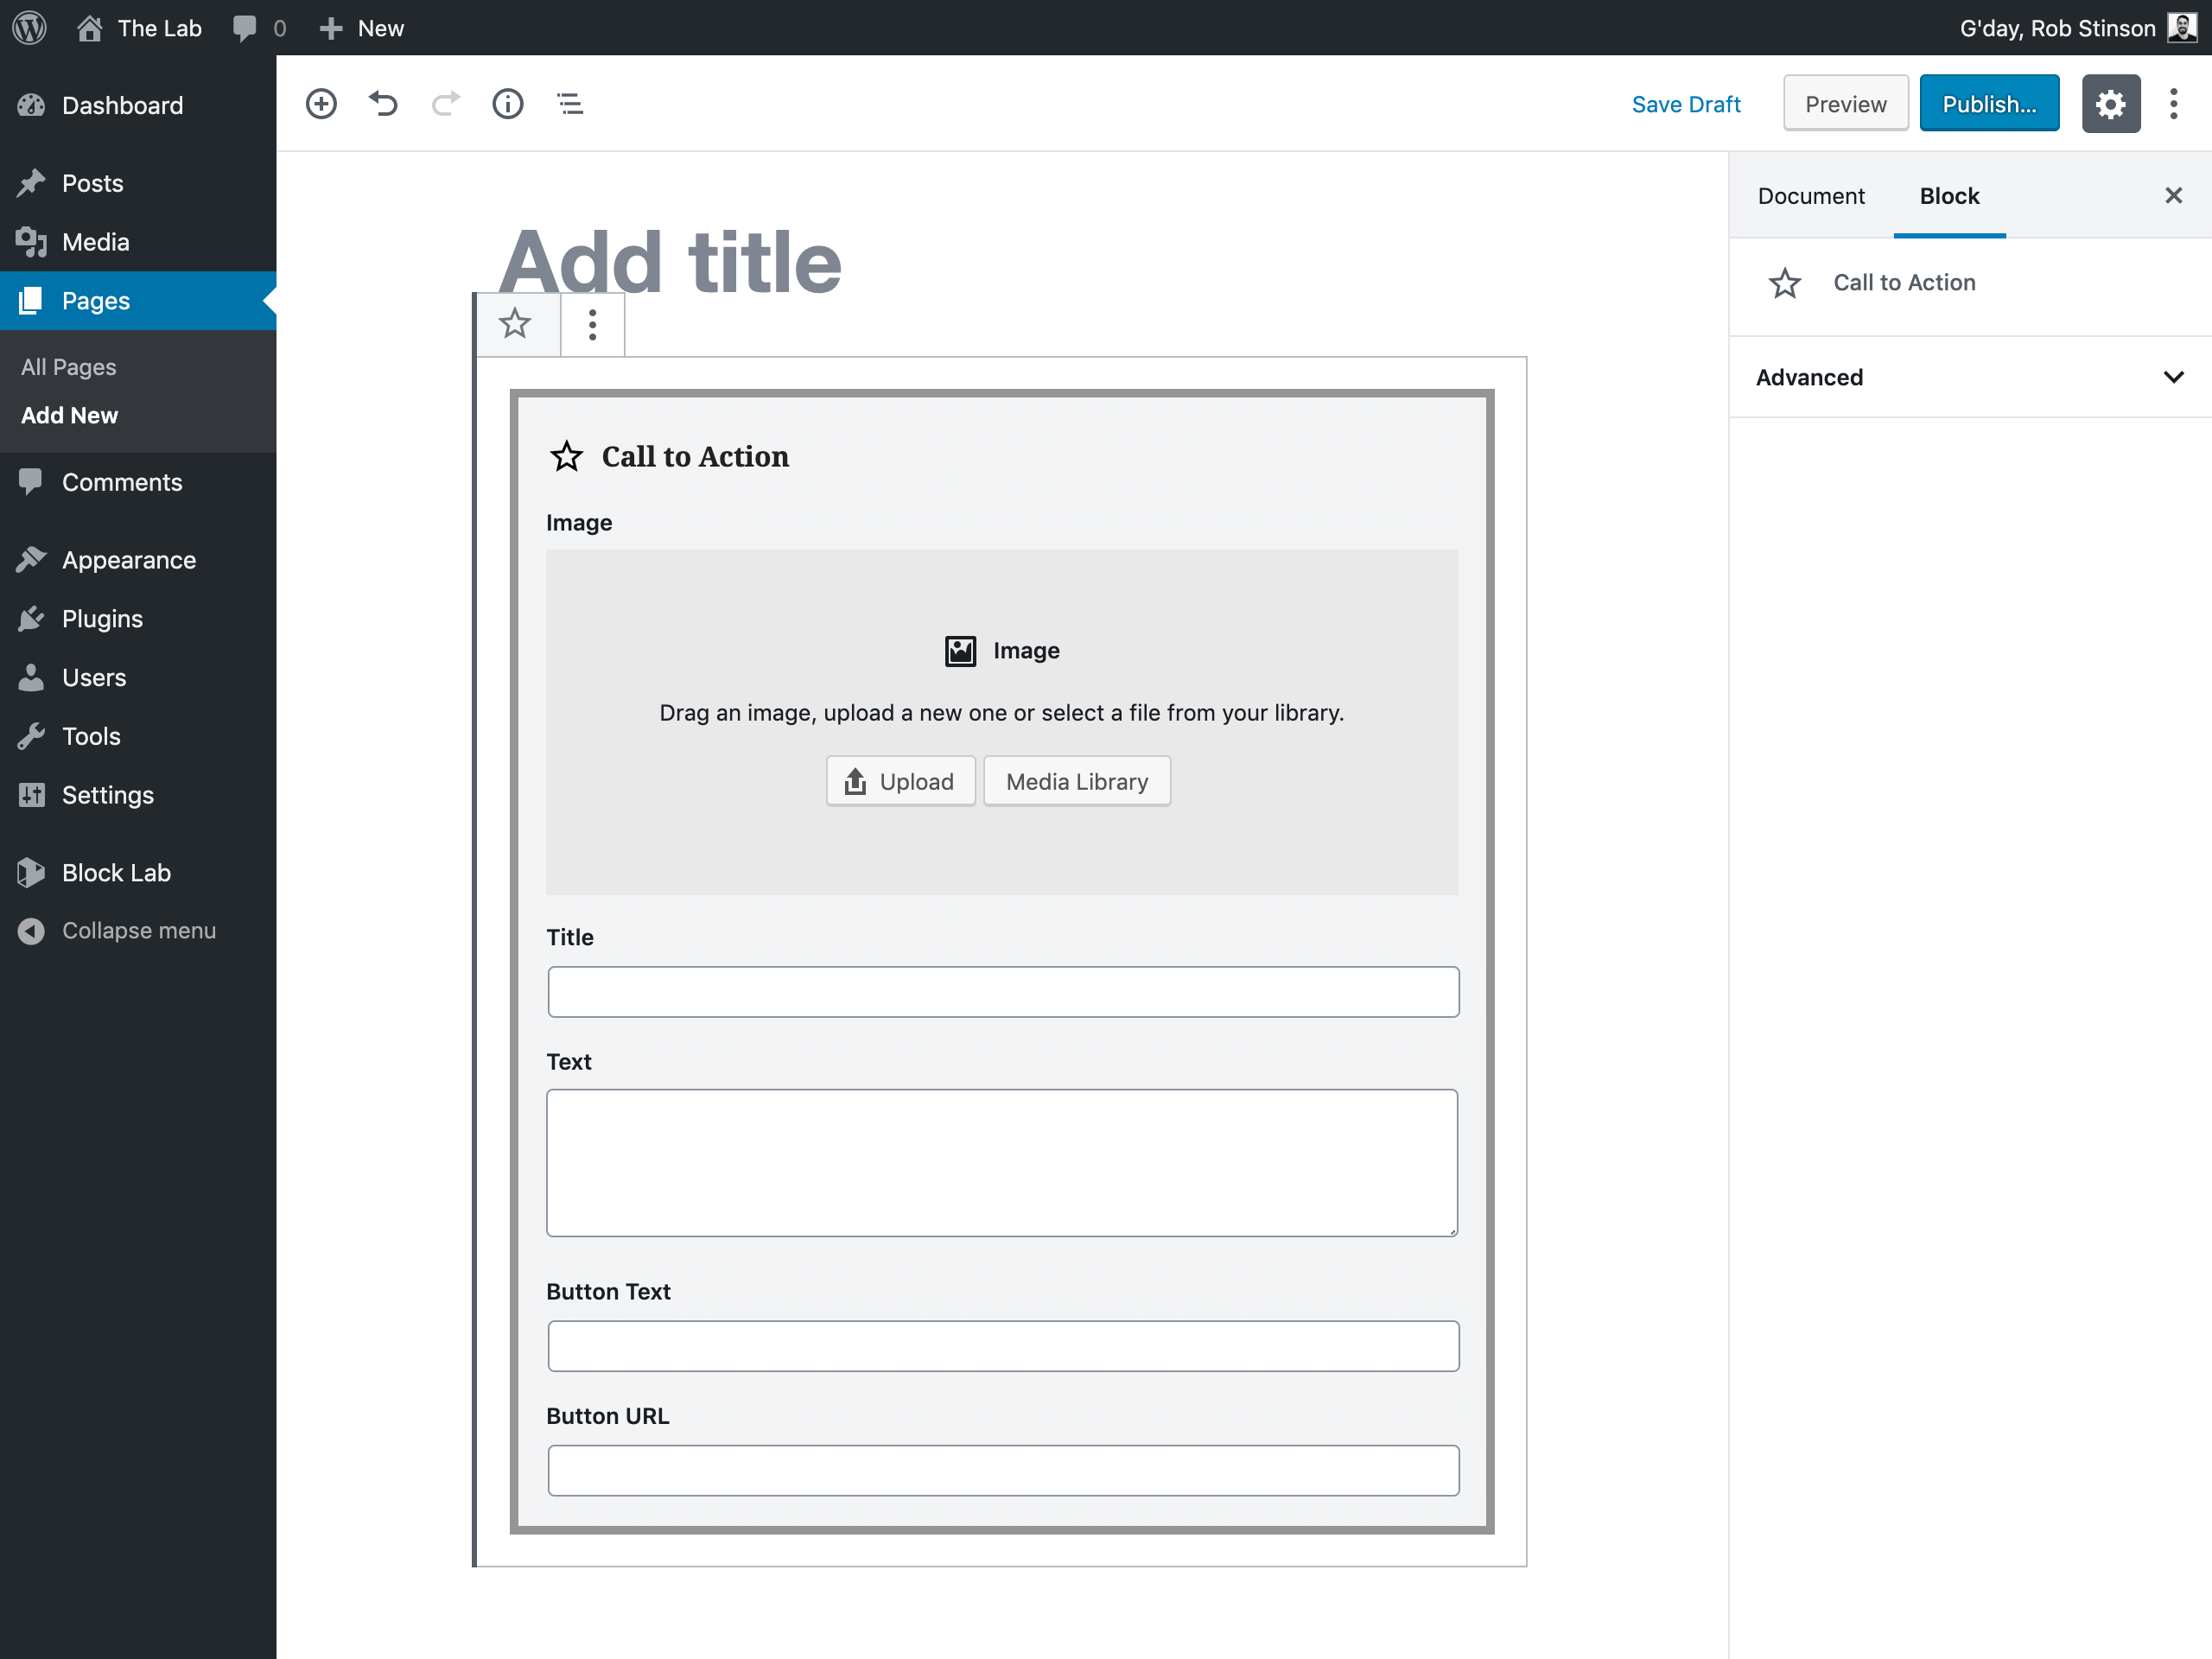 The Lab 0 New G'day, Rob Stinson
Dashboard
Posts
Media
Pages
All Pages
Add New
Comments
Appearance
Plugins
Users
Tools
Settings
Block Lab
Collapse menu
Save Draft Preview Publish...
Add title
Call to Action
Image
Image
Drag an image, upload a new one or select a file from your library.
Upload Media Library
Title
Text
Button Text
Button URL
Document Block
Call to Action
Advanced